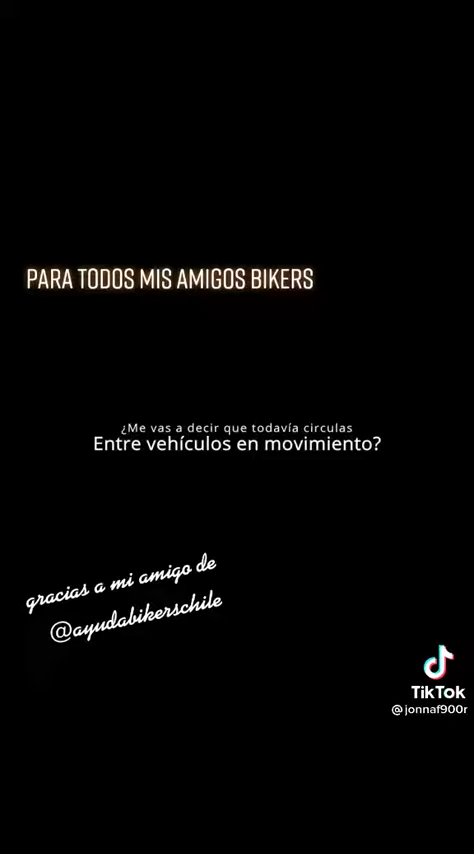 PARA TODOS MIS AMIGOS BIKERS
¿Me vas a decir que todavía circulas
Entre vehículos en movimiento?
gracias a mi amigo de
@ayudabikerschile
TikTok
@jonnaf900r